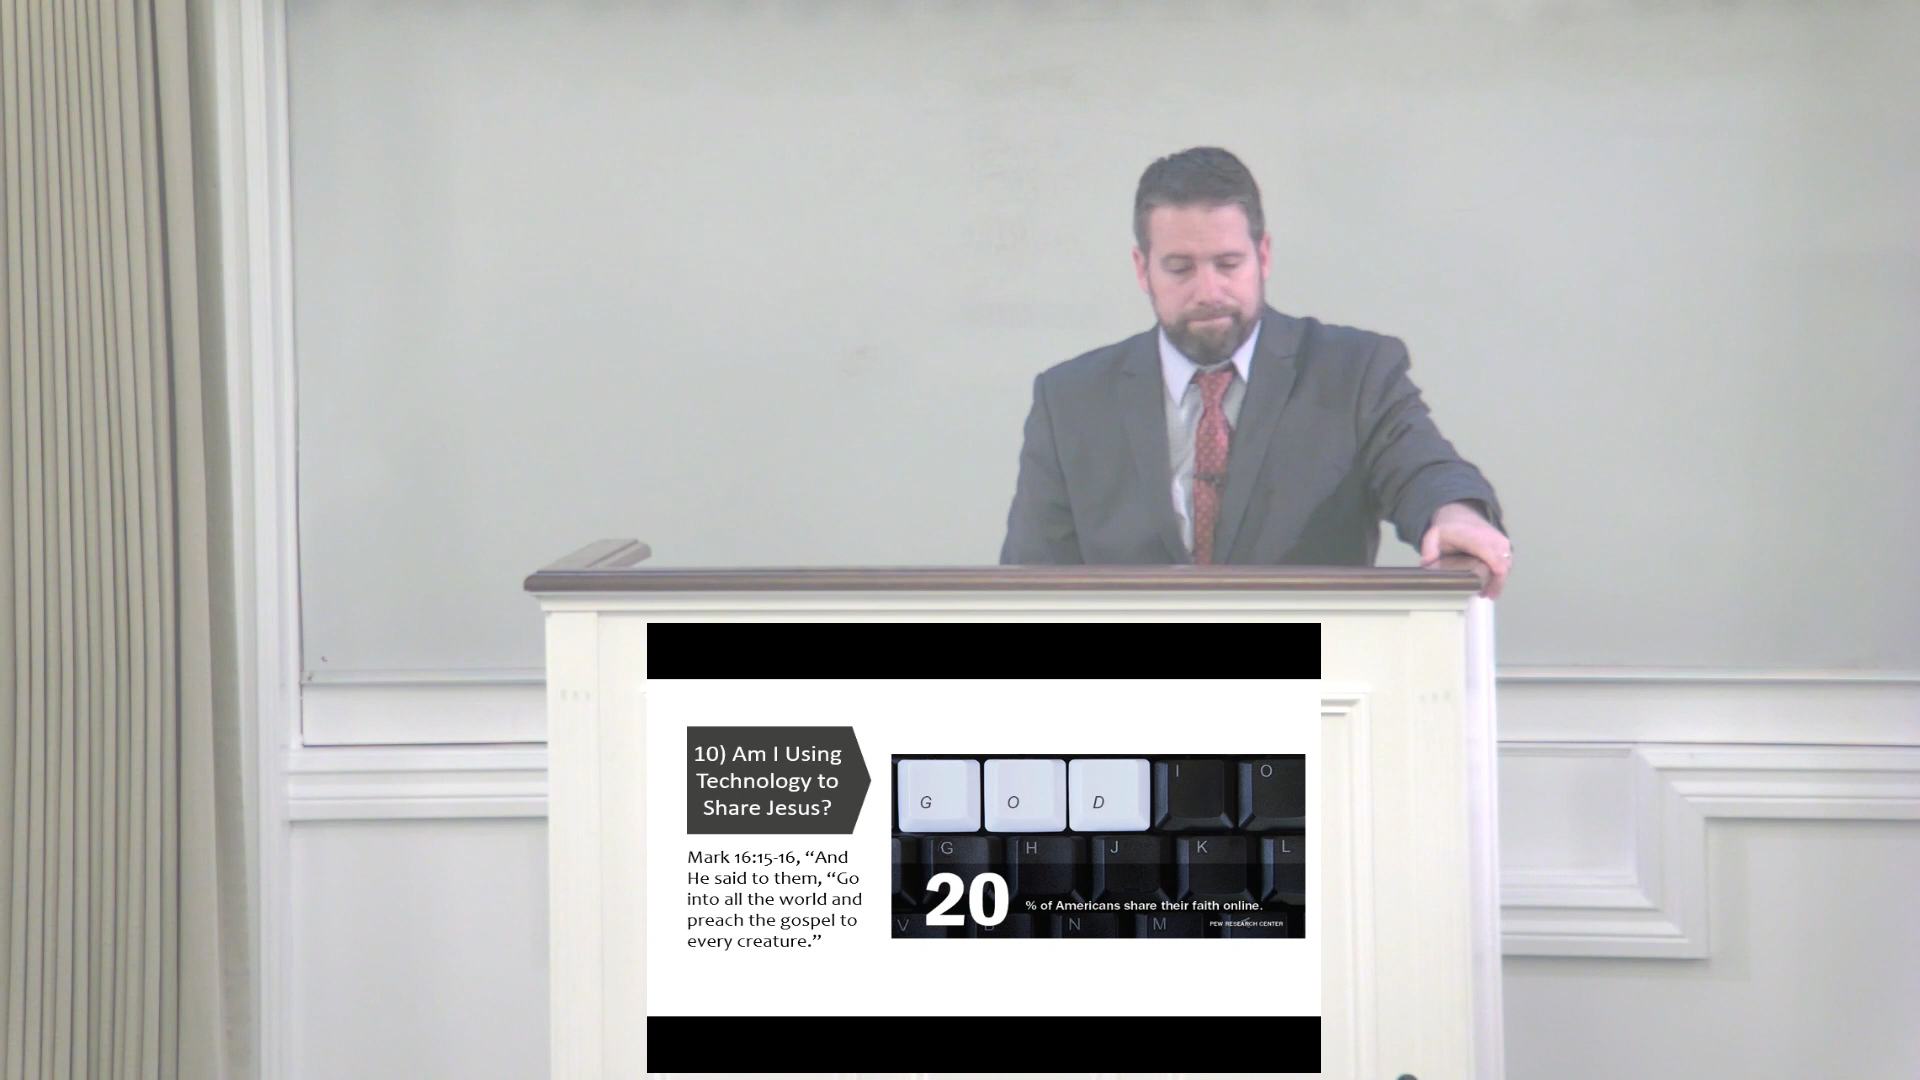 10) Am I Using
Technology to
Share Jesus?
Mark 16:15-16, “And
He said to them, “Go
into all the world and
preach the gospel to
every creature.”
G O D I O
G H J K L
20 % of Americans share their faith online.
V B N M
PEW RESEARCH CENTER